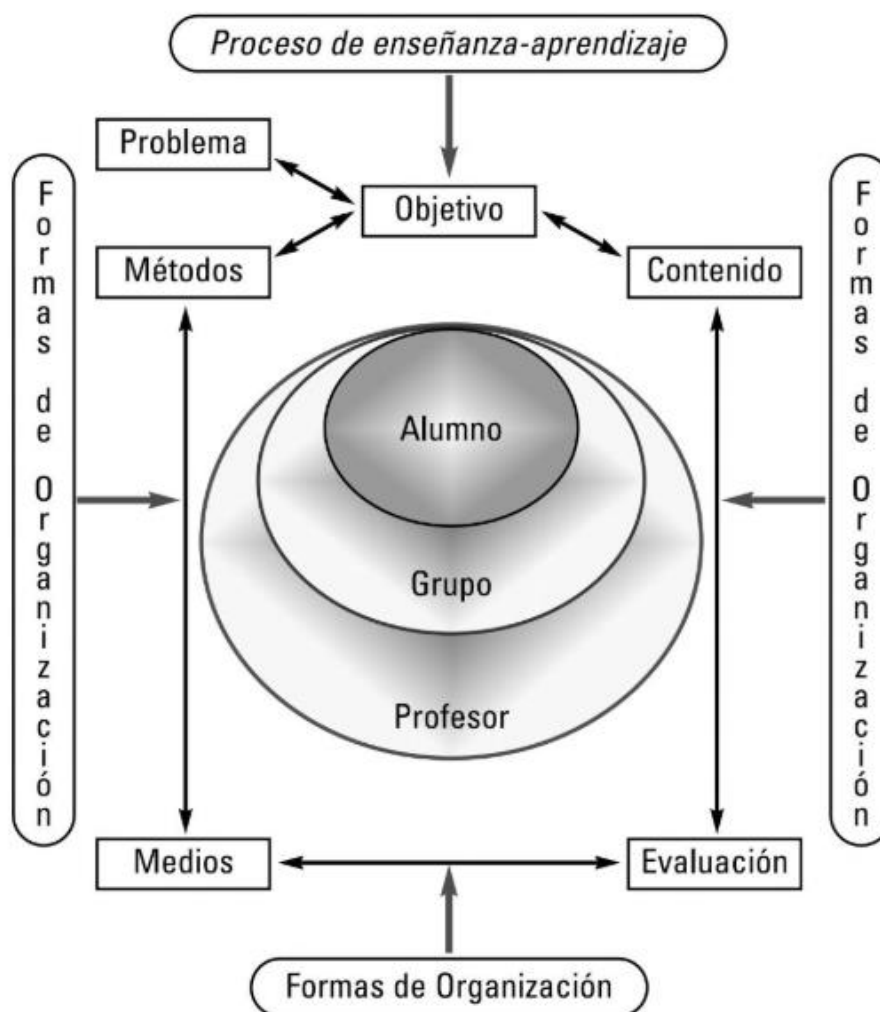 Proceso de enseñanza-aprendizaje
Problema
Objetivo
Métodos
Contenido
Formas de Organización
Formas de Organización
Alumno
Grupo
Profesor
Medios
Evaluación
Formas de Organización